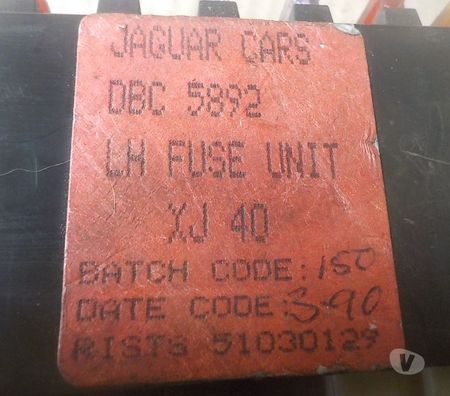 JAGUAR CARS
DBC 5892
LH FUSE UNIT
XJ 40
BATCH CODE: 150
DATE CODE: 3-90
RISTS 51030129
V